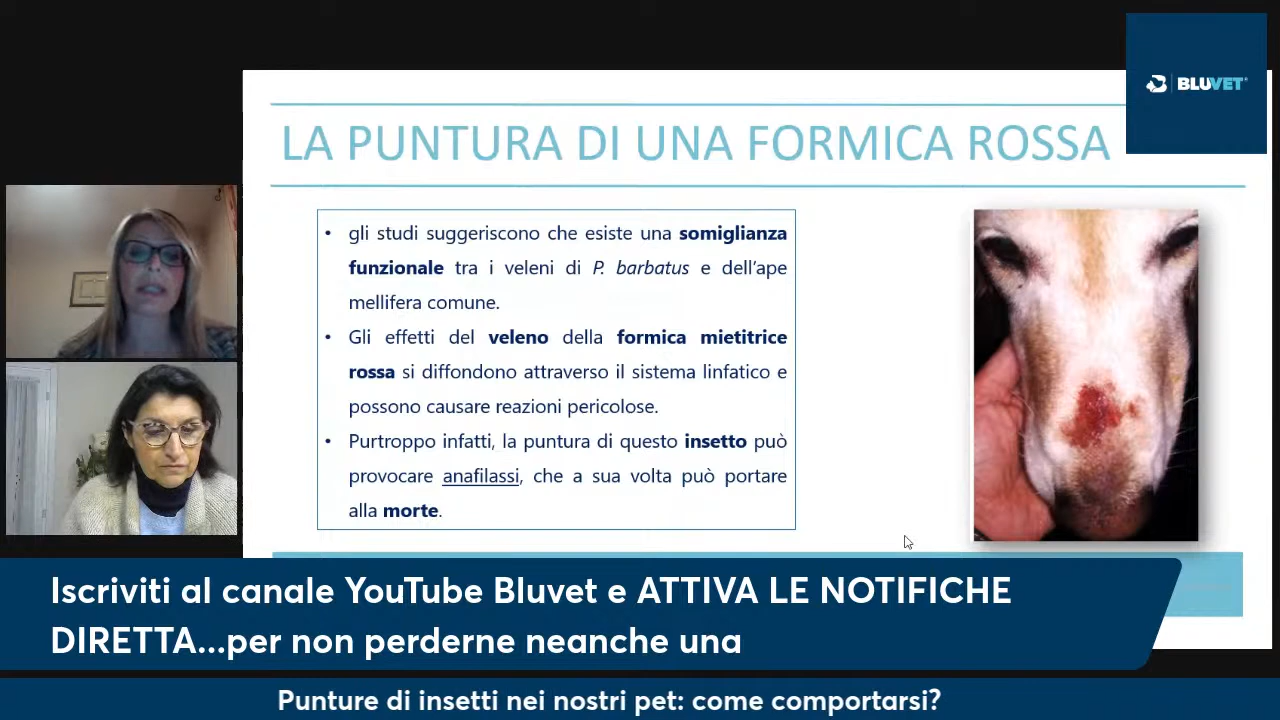 BLUVET
LA PUNTURA DI UNA FORMICA ROSSA
• gli studi suggeriscono che esiste una somiglianza
funzionale tra i veleni di P. barbatus e dell'ape
mellifera comune.
• Gli effetti del veleno della formica mietitrice
rossa si diffondono attraverso il sistema linfatico e
possono causare reazioni pericolose.
• Purtroppo infatti, la puntura di questo insetto può
provocare anafilassi, che a sua volta può portare
alla morte.
Iscriviti al canale YouTube Bluvet e ATTIVA LE NOTIFICHE
DIRETTA...per non perderne neanche una
Punture di insetti nei nostri pet: come comportarsi?